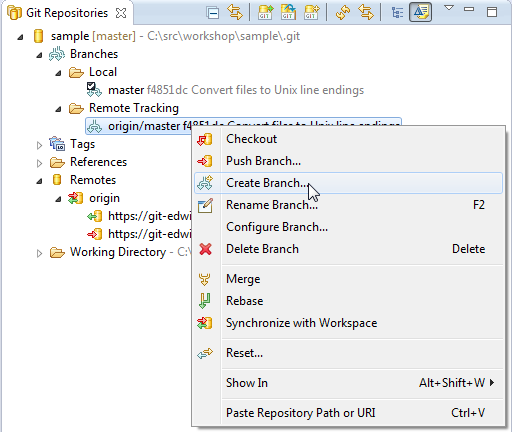 Git Repositories
sample [master] - C:\src\workshop\sample\.git
Branches
Local
master f4851dc Convert files to Unix line endings
Remote Tracking
origin/master f4851dc Convert files to Unix line endings
Tags
References
Remotes
origin
https://git-edwi
https://git-edwi
Working Directory - C:\
Checkout
Push Branch...
Create Branch...
Rename Branch... F2
Configure Branch...
Delete Branch Delete
Merge
Rebase
Synchronize with Workspace
Reset...
Show In Alt+Shift+W
Paste Repository Path or URI Ctrl+V